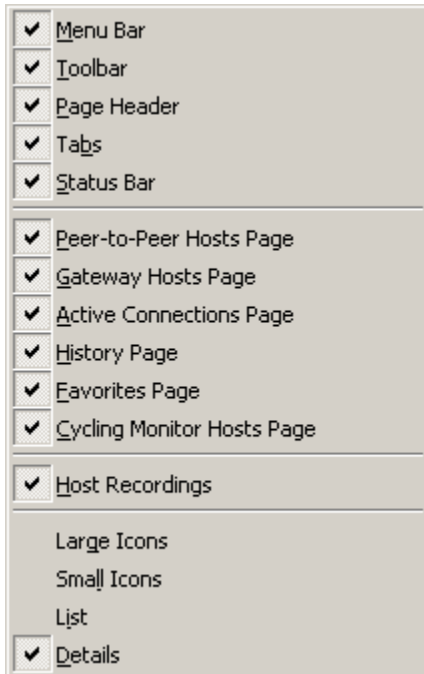 Menu Bar
Toolbar
Page Header
Tabs
Status Bar
Peer-to-Peer Hosts Page
Gateway Hosts Page
Active Connections Page
History Page
Favorites Page
Cycling Monitor Hosts Page
Host Recordings
Large Icons
Small Icons
List
Details